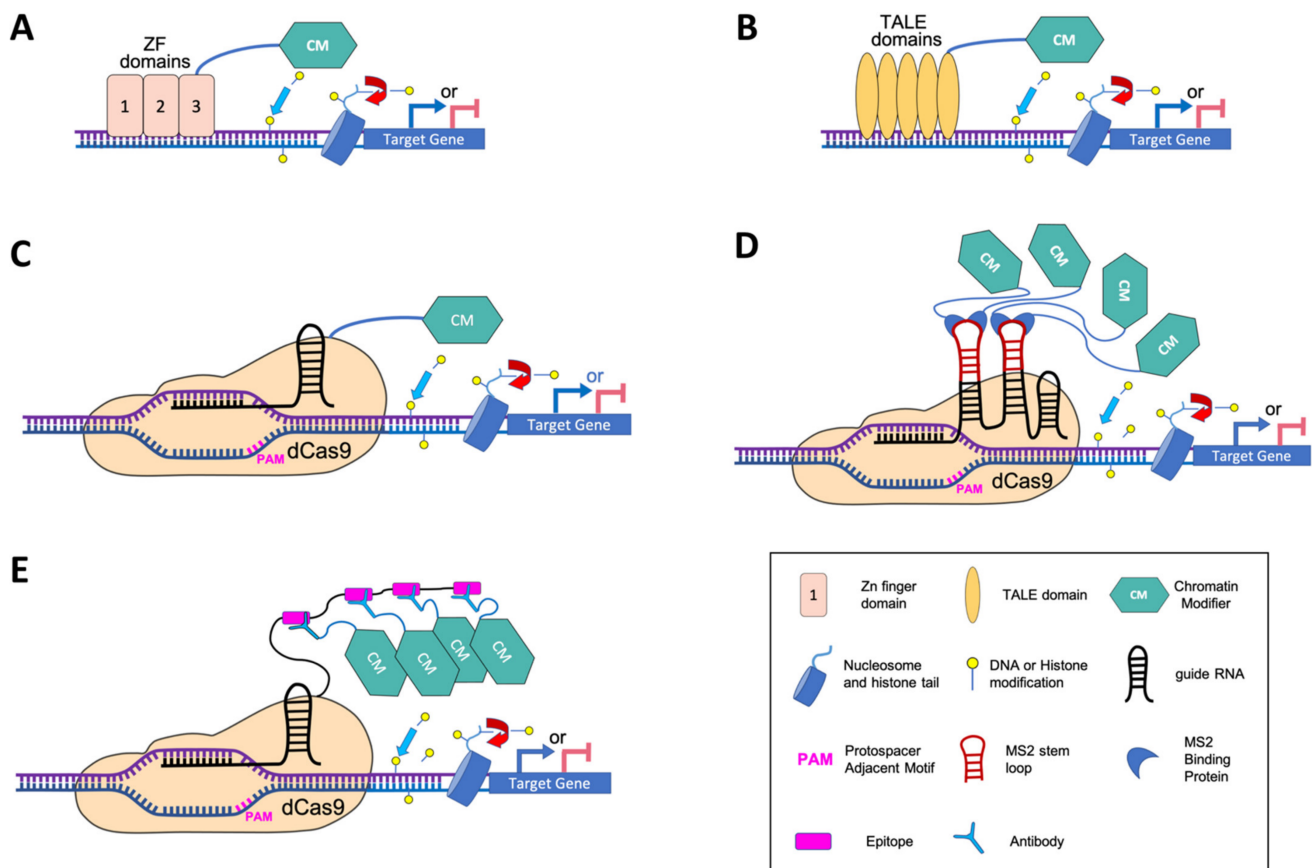 A
ZF
domains
CM
1 2 3
or
Target Gene
B
TALE
domains
CM
or
Target Gene
C
CM
or
Target Gene
PAM
dCas9
D
CM
CM
CM
CM
or
Target Gene
PAM
dCas9
E
CM
CM
CM
CM
or
Target Gene
PAM
dCas9
1
Zn finger
domain
TALE domain
CM
Chromatin
Modifier
Nucleosome
and histone tail
DNA or Histone
modification
guide RNA
PAM
Protospacer
Adjacent Motif
MS2 stem
loop
MS2
Binding
Protein
Epitope
Antibody